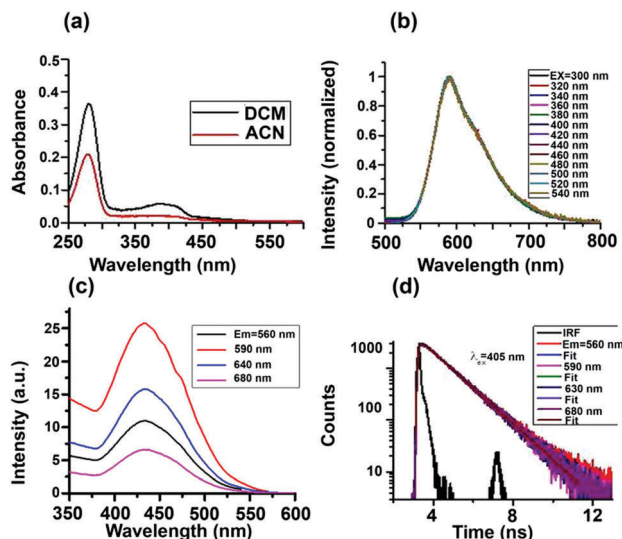 (a)
0.5
0.4
0.3
0.2
0.1
0.0
Absorbance
DCM
ACN
250 350 450 550
Wavelength (nm)
(b)
1
0.8
0.6
0.4
0.2
0
Intensity (normalized)
EX=300 nm
320 nm
340 nm
360 nm
380 nm
400 nm
420 nm
440 nm
460 nm
480 nm
500 nm
520 nm
540 nm
500 600 700 800
Wavelength (nm)
(c)
25
20
15
10
5
0
Intensity (a.u.)
Em=560 nm
590 nm
640 nm
680 nm
350 400 450 500 550 600
Wavelength (nm)
(d)
1000
100
10
Counts
λex=405 nm
IRF
Em=560 nm
Fit
590 nm
Fit
630 nm
Fit
680 nm
Fit
4 8 12
Time (ns)